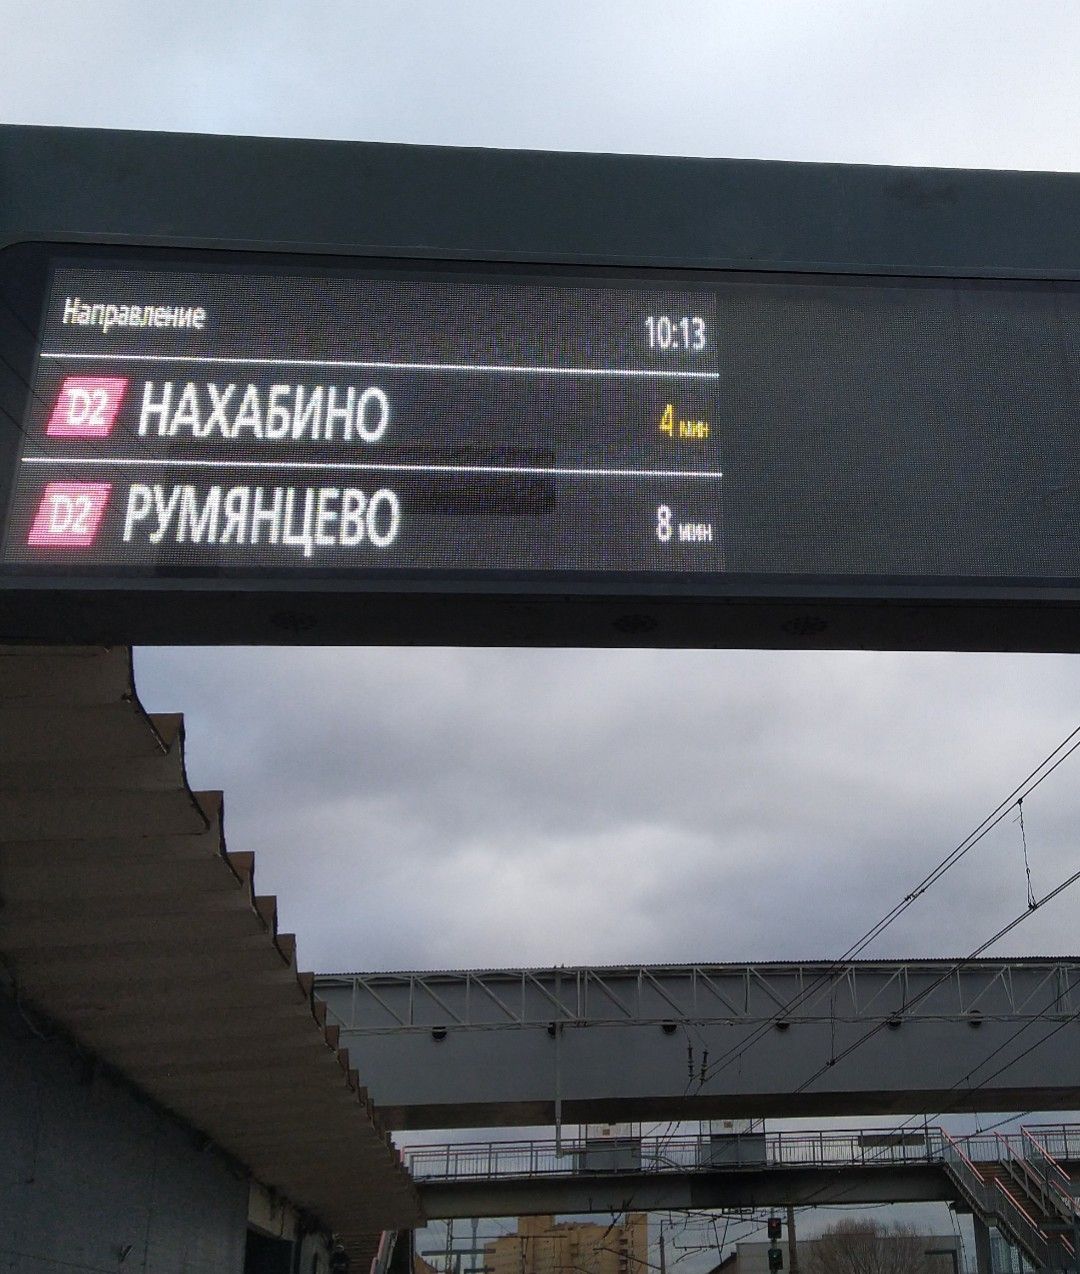 Направление 10:13
D2 НАХАБИНО 4 мин
D2 РУМЯНЦЕВО 8 мин